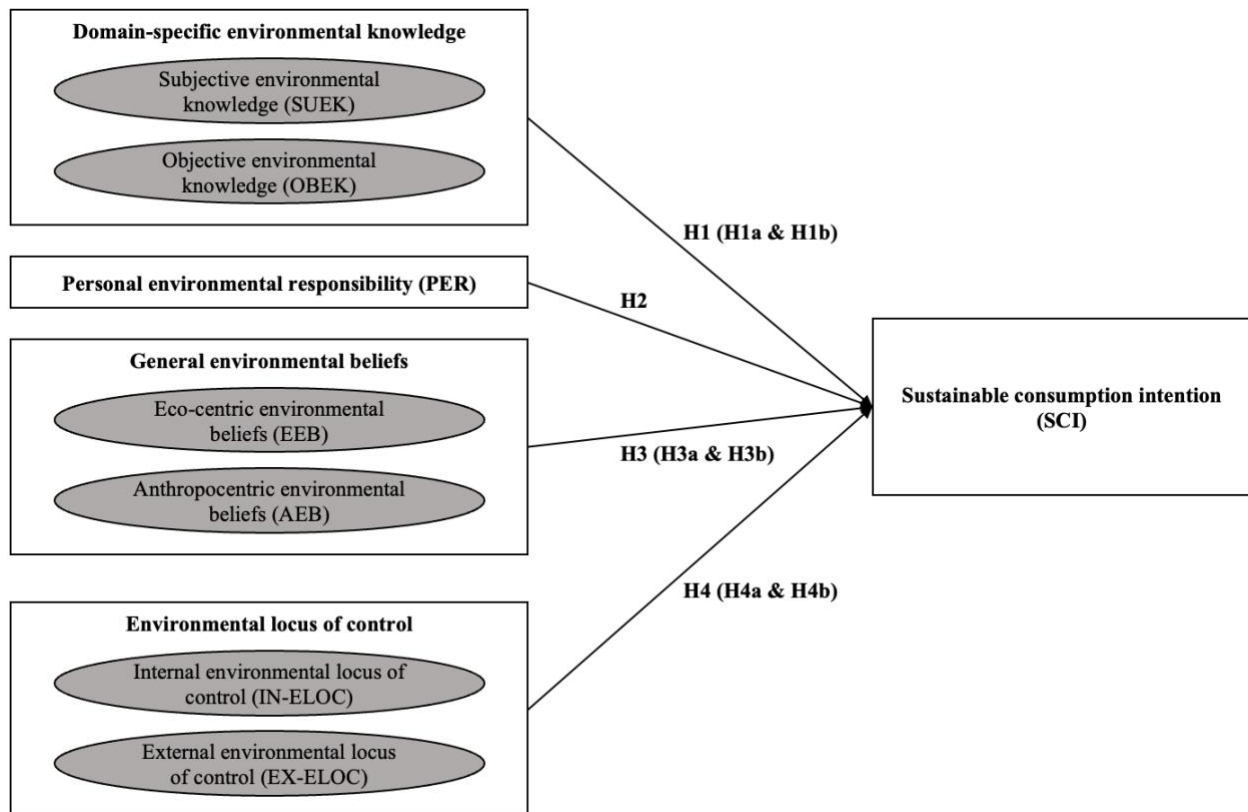 Domain-specific environmental knowledge
Subjective environmental
knowledge (SUEK)
Objective environmental
knowledge (OBEK)
H1 (H1a & H1b)
Personal environmental responsibility (PER)
H2
General environmental beliefs
Eco-centric environmental
beliefs (EEB)
Anthropocentric environmental
beliefs (AEB)
H3 (H3a & H3b)
Sustainable consumption intention
(SCI)
H4 (H4a & H4b)
Environmental locus of control
Internal environmental locus of
control (IN-ELOC)
External environmental locus
of control (EX-ELOC)